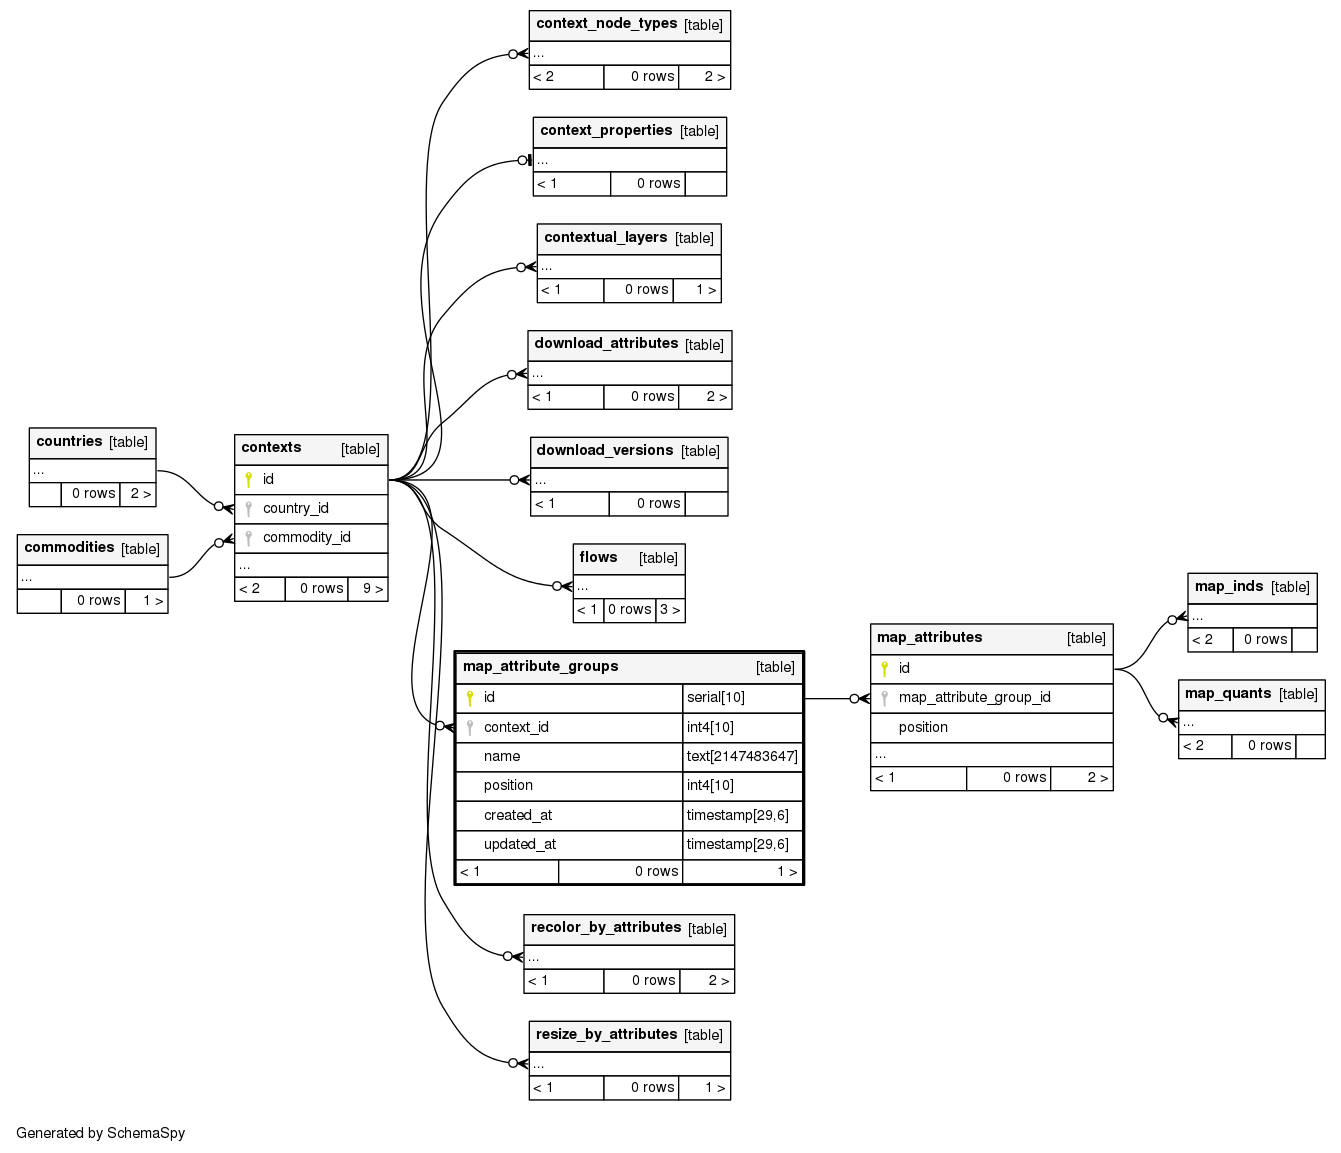 context_node_types [table]
...
< 2 0 rows 2 >
context_properties [table]
...
< 1 0 rows
contextual_layers [table]
...
< 1 0 rows 1 >
download_attributes [table]
...
< 1 0 rows 2 >
countries [table]
...
0 rows 2 >
commodities [table]
...
0 rows 1 >
contexts [table]
id
country_id
commodity_id
...
< 2 0 rows 9 >
download_versions [table]
...
< 1 0 rows
flows [table]
...
< 1 0 rows 3 >
map_attribute_groups [table]
id serial[10]
context_id int4[10]
name text[2147483647]
position int4[10]
created_at timestamp[29,6]
updated_at timestamp[29,6]
< 1 0 rows 1 >
map_attributes [table]
id
map_attribute_group_id
position
...
< 1 0 rows 2 >
map_inds [table]
...
< 2 0 rows
map_quants [table]
...
< 2 0 rows
recolor_by_attributes [table]
...
< 1 0 rows 2 >
resize_by_attributes [table]
...
< 1 0 rows 1 >
Generated by SchemaSpy